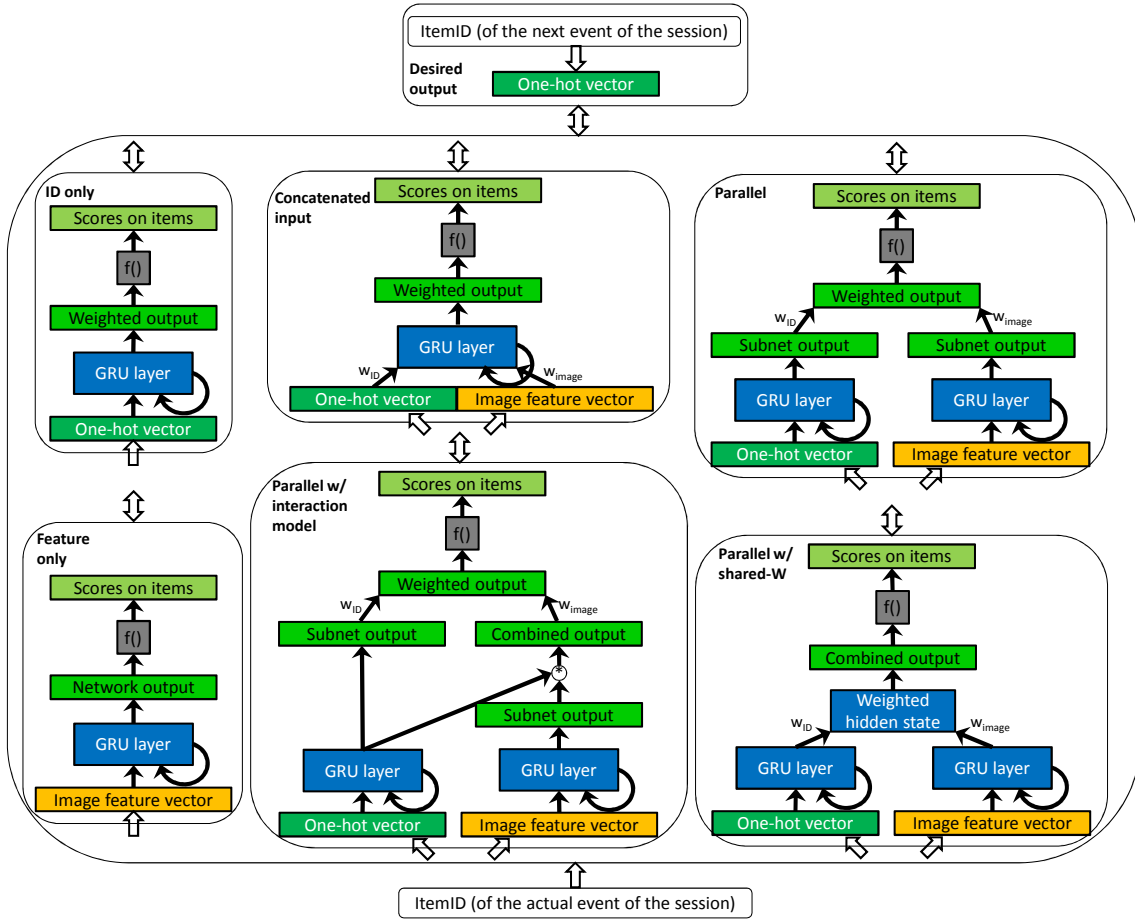 ItemID (of the next event of the session)
Desired
output
One-hot vector
ID only
Scores on items
f()
Weighted output
GRU layer
One-hot vector
Concatenated
input
Scores on items
f()
Weighted output
GRU layer
wID
wimage
One-hot vector
Image feature vector
Parallel
Scores on items
f()
Weighted output
wID
wimage
Subnet output
Subnet output
GRU layer
GRU layer
One-hot vector
Image feature vector
Feature
only
Scores on items
f()
Network output
GRU layer
Image feature vector
Parallel w/
interaction
model
Scores on items
f()
Weighted output
wID
wimage
Subnet output
Combined output
*
Subnet output
GRU layer
GRU layer
One-hot vector
Image feature vector
Parallel w/
shared-W
Scores on items
f()
Combined output
Weighted
hidden state
wID
wimage
GRU layer
GRU layer
One-hot vector
Image feature vector
ItemID (of the actual event of the session)